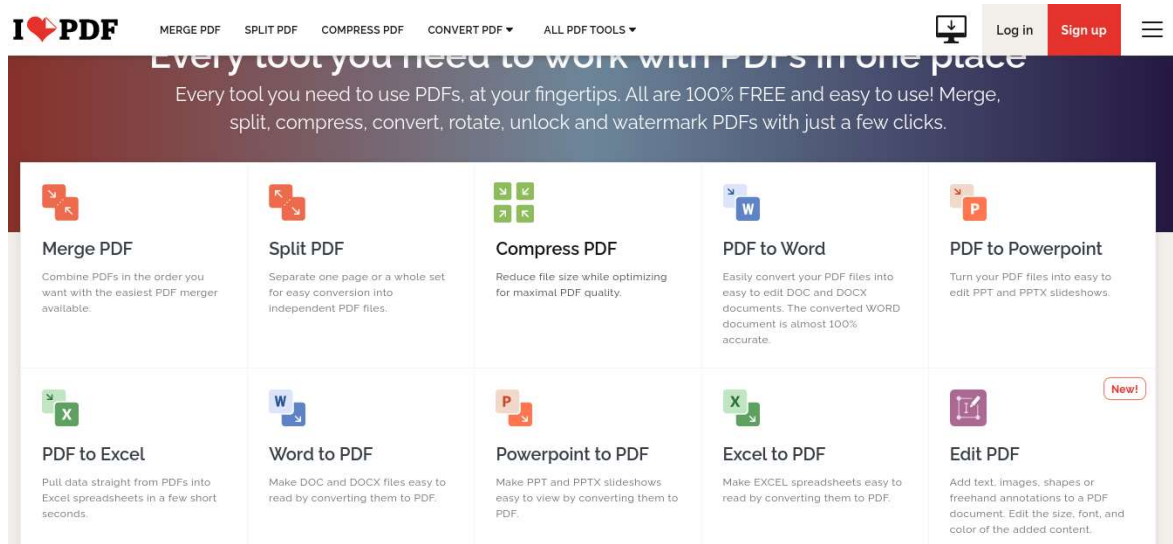 I PDF
MERGE PDF SPLIT PDF COMPRESS PDF CONVERT PDF ALL PDF TOOLS
Log in
Sign up
Every tool you need to work with PDFs in one place
Every tool you need to use PDFs, at your fingertips. All are 100% FREE and easy to use! Merge,
split, compress, convert, rotate, unlock and watermark PDFs with just a few clicks.
Merge PDF
Combine PDFs in the order you
want with the easiest PDF merger
available.
Split PDF
Separate one page or a whole set
for easy conversion into
independent PDF files.
Compress PDF
Reduce file size while optimizing
for maximal PDF quality.
W
PDF to Word
Easily convert your PDF files into
easy to edit DOC and DOCX
documents. The converted WORD
document is almost 100%
accurate.
P
PDF to Powerpoint
Turn your PDF files into easy to
edit PPT and PPTX slideshows.
X
PDF to Excel
Pull data straight from PDFs into
Excel spreadsheets in a few short
seconds.
W
Word to PDF
Make DOC and DOCX files easy to
read by converting them to PDF.
P
Powerpoint to PDF
Make PPT and PPTX slideshows
easy to view by converting them to
PDF.
X
Excel to PDF
Make EXCEL spreadsheets easy to
read by converting them to PDF.
New!
Edit PDF
Add text, images, shapes or
freehand annotations to a PDF
document. Edit the size, font, and
color of the added content.